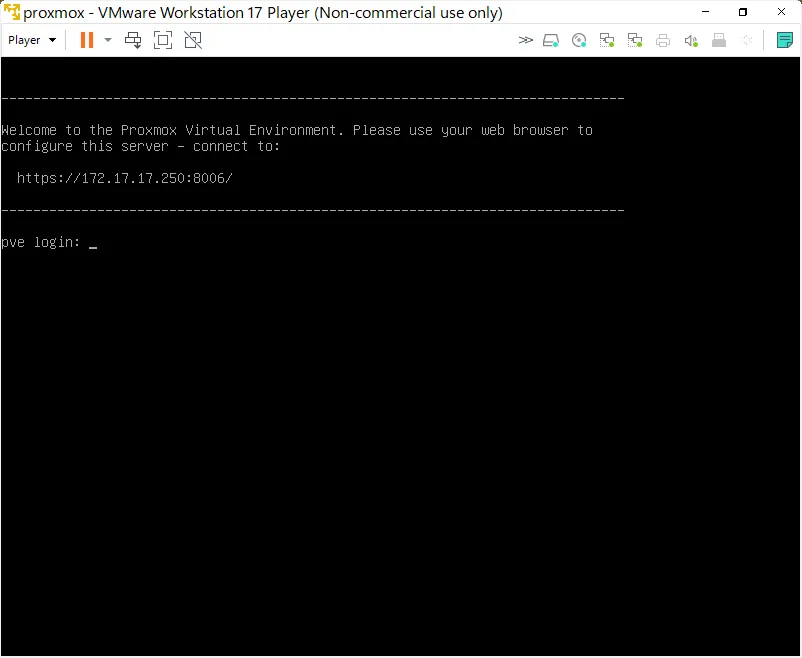 proxmox - VMware Workstation 17 Player (Non-commercial use only)
Player
------------------------------------------------------------------------------
Welcome to the Proxmox Virtual Environment. Please use your web browser to
configure this server - connect to:
https://172.17.17.250:8006/
------------------------------------------------------------------------------
pve login: _